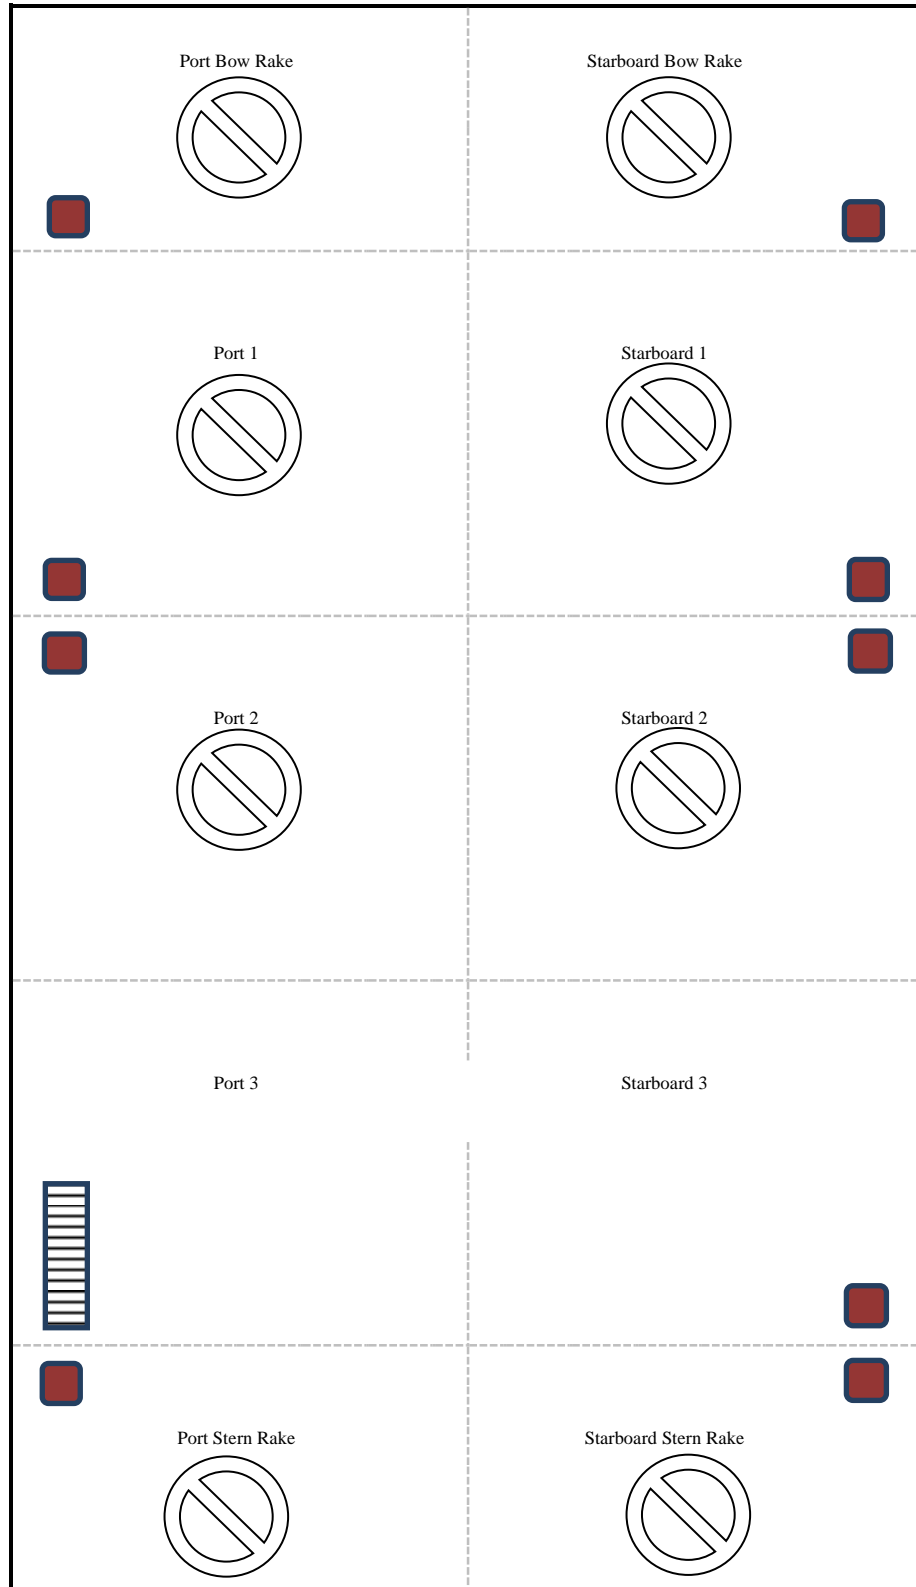 Port Bow Rake
Starboard Bow Rake
Port 1
Starboard 1
Port 2
Starboard 2
Port 3
Starboard 3
Port Stern Rake
Starboard Stern Rake